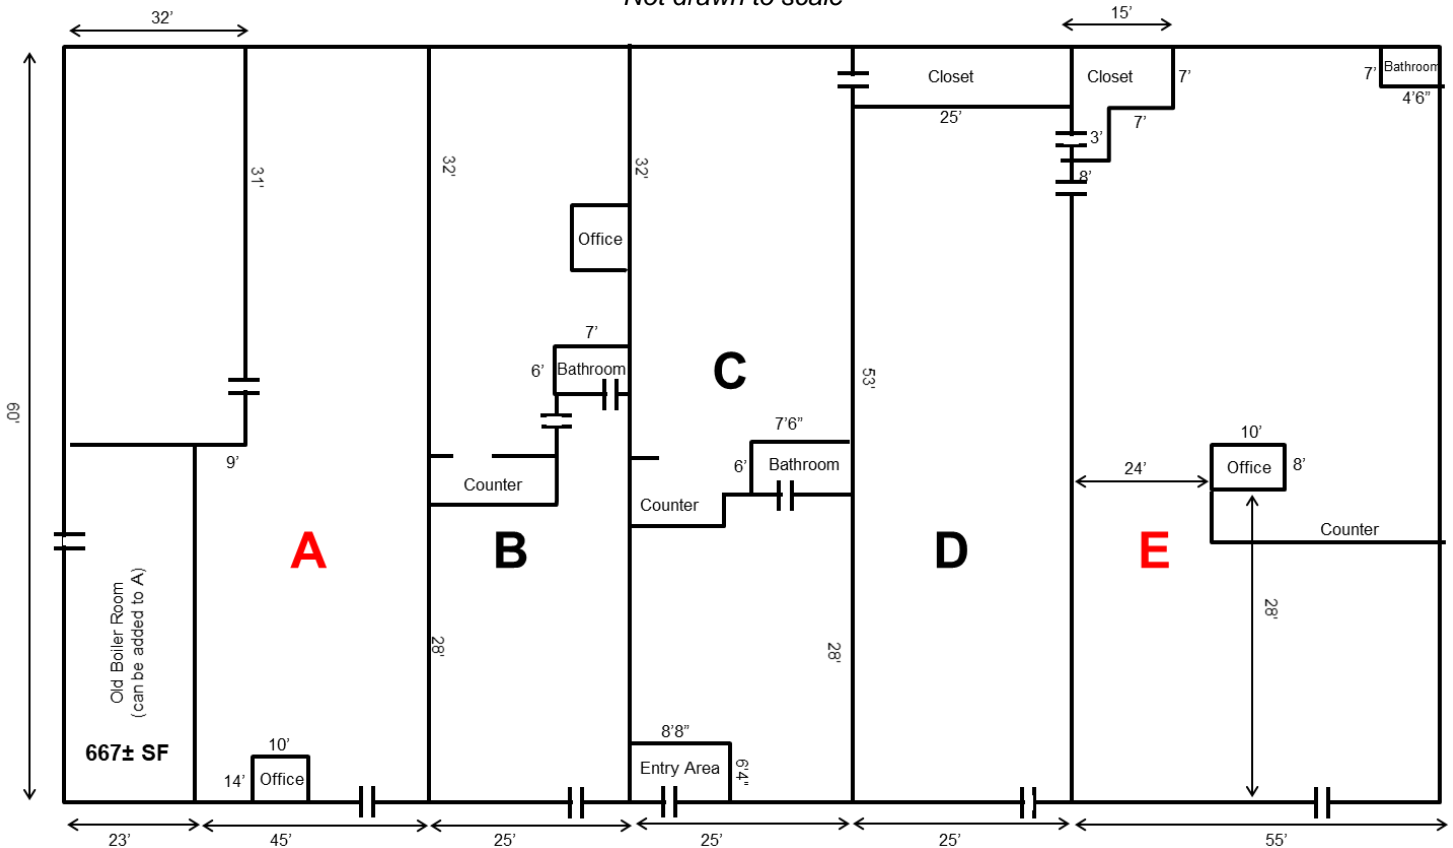 Not drawn to scale
32’
15’
Closet
Closet
7’
7’
Bathroom
4’6”
25’
7’
3’
8’
31’
32’
32’
Office
7’
6’
Bathroom
C
53’
60’
7’6”
6’
Bathroom
10’
Office
8’
24’
9’
Counter
Counter
Counter
A
B
D
E
Old Boiler Room
(can be added to A)
28’
28’
28’
667± SF
10’
14’
Office
8’8”
Entry Area
6’4”
23’
45’
25’
25’
25’
55’